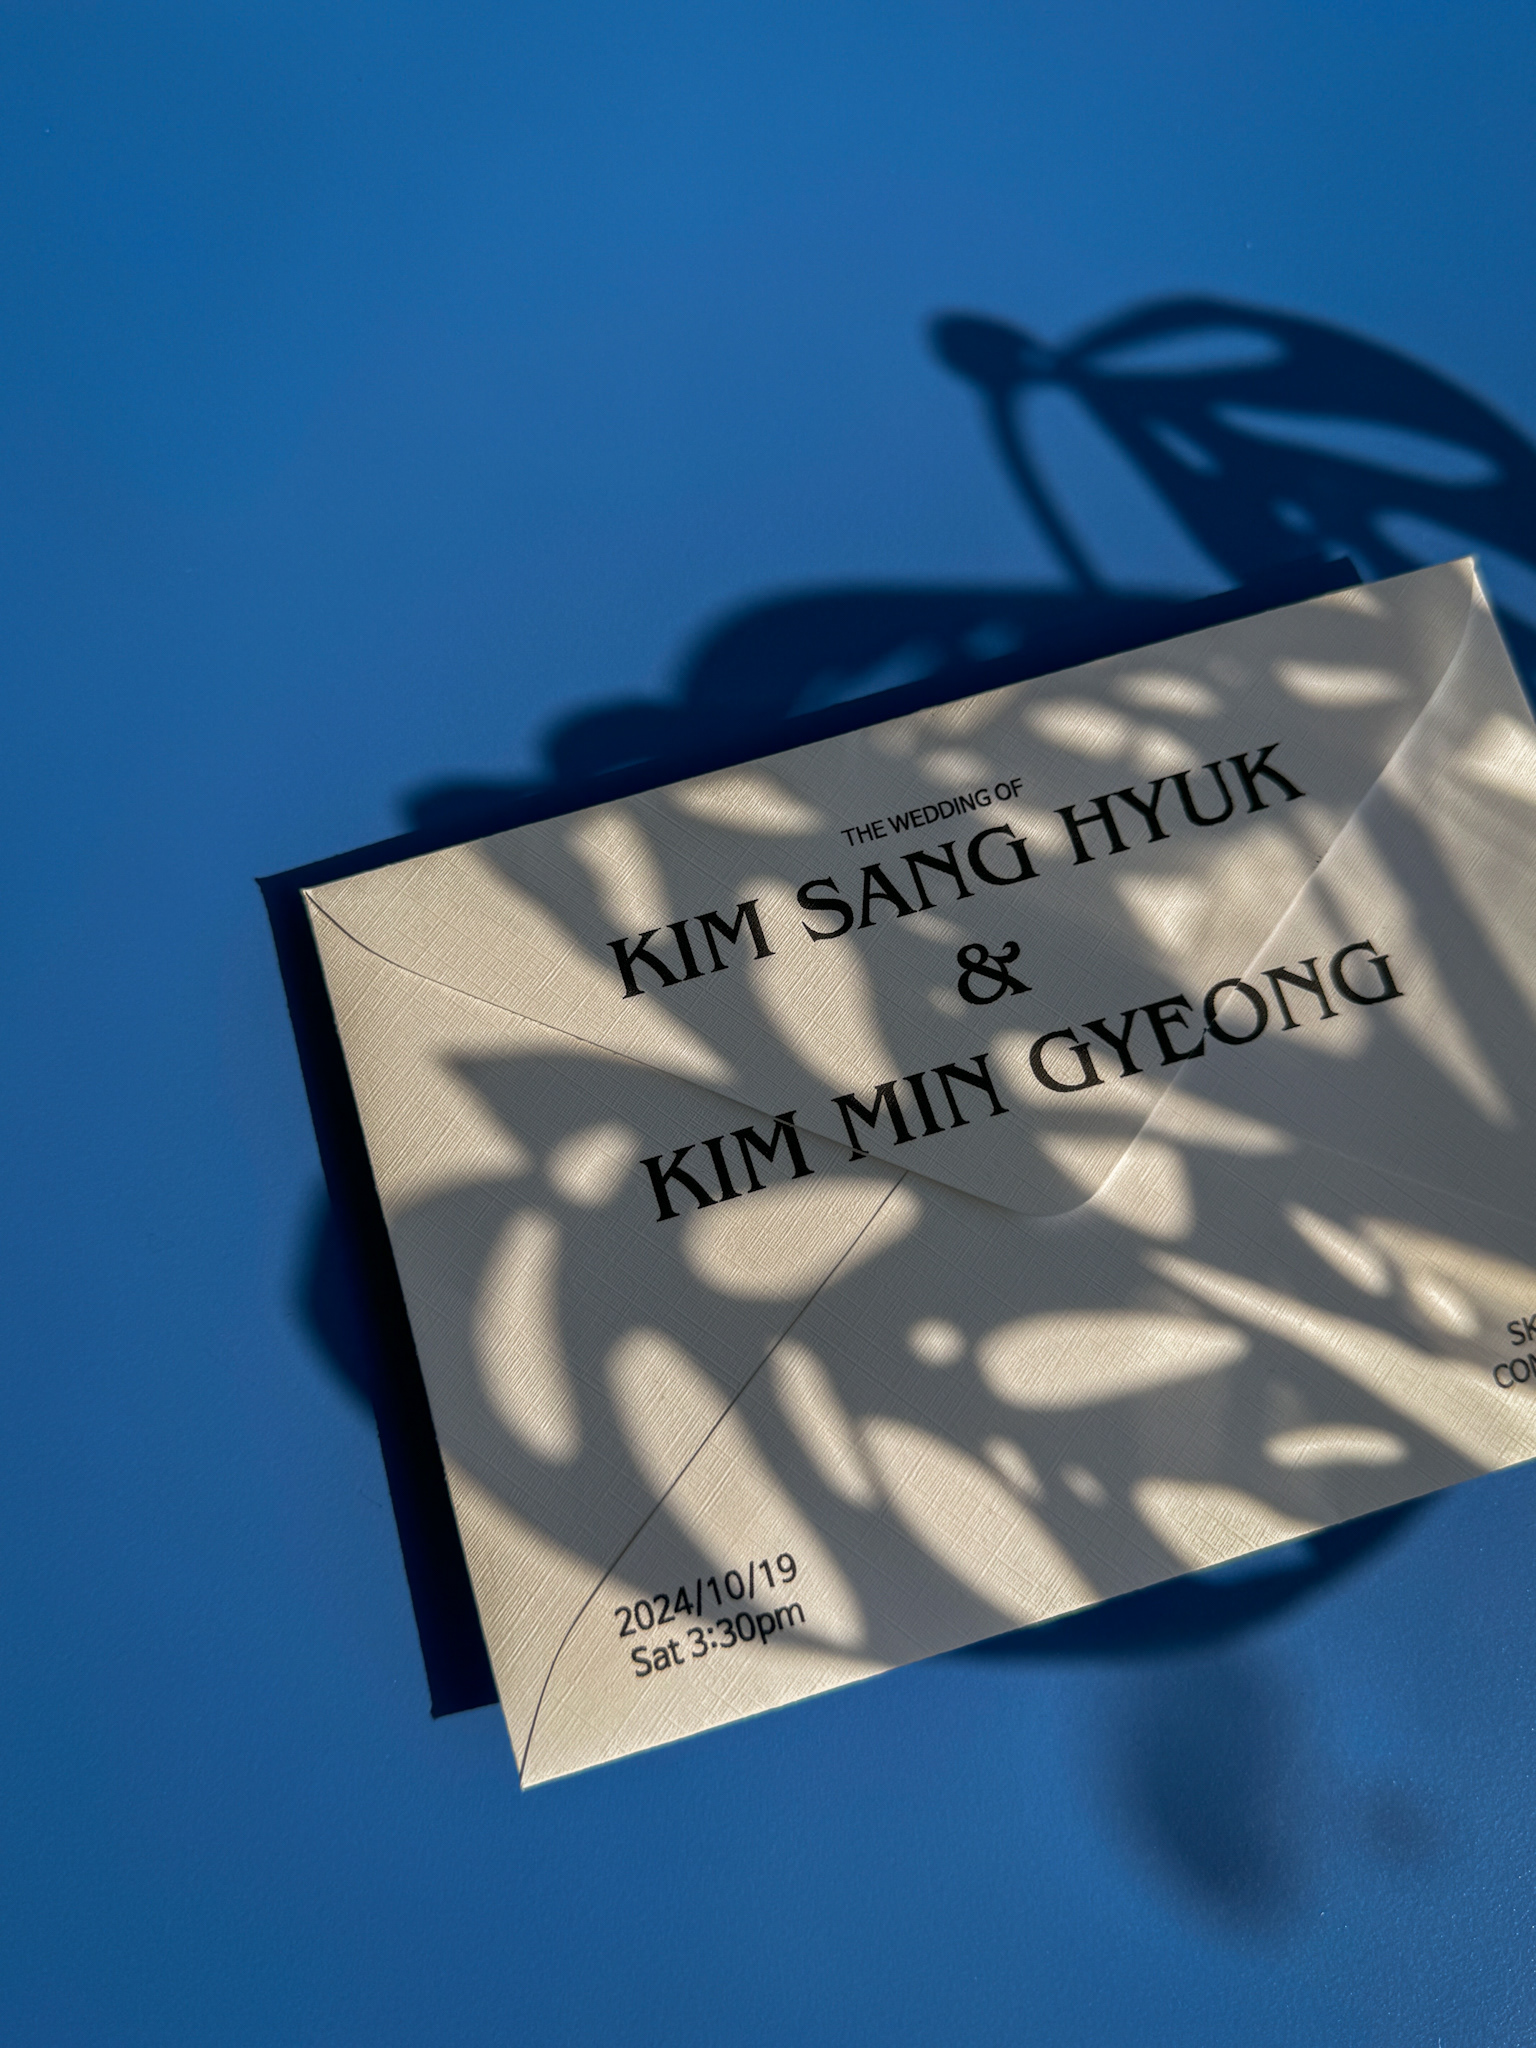 THE WEDDING OF
KIM SANG HYUK
&
KIM MIN GYEONG
2024/10/19
Sat 3:30pm